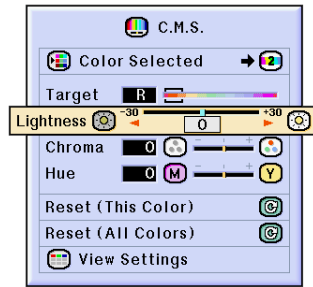 C.M.S.
Color Selected 2
Target R
-30 +30
Lightness 0
Chroma 0 - +
Hue 0 M - + Y
Reset (This Color)
Reset (All Colors)
View Settings